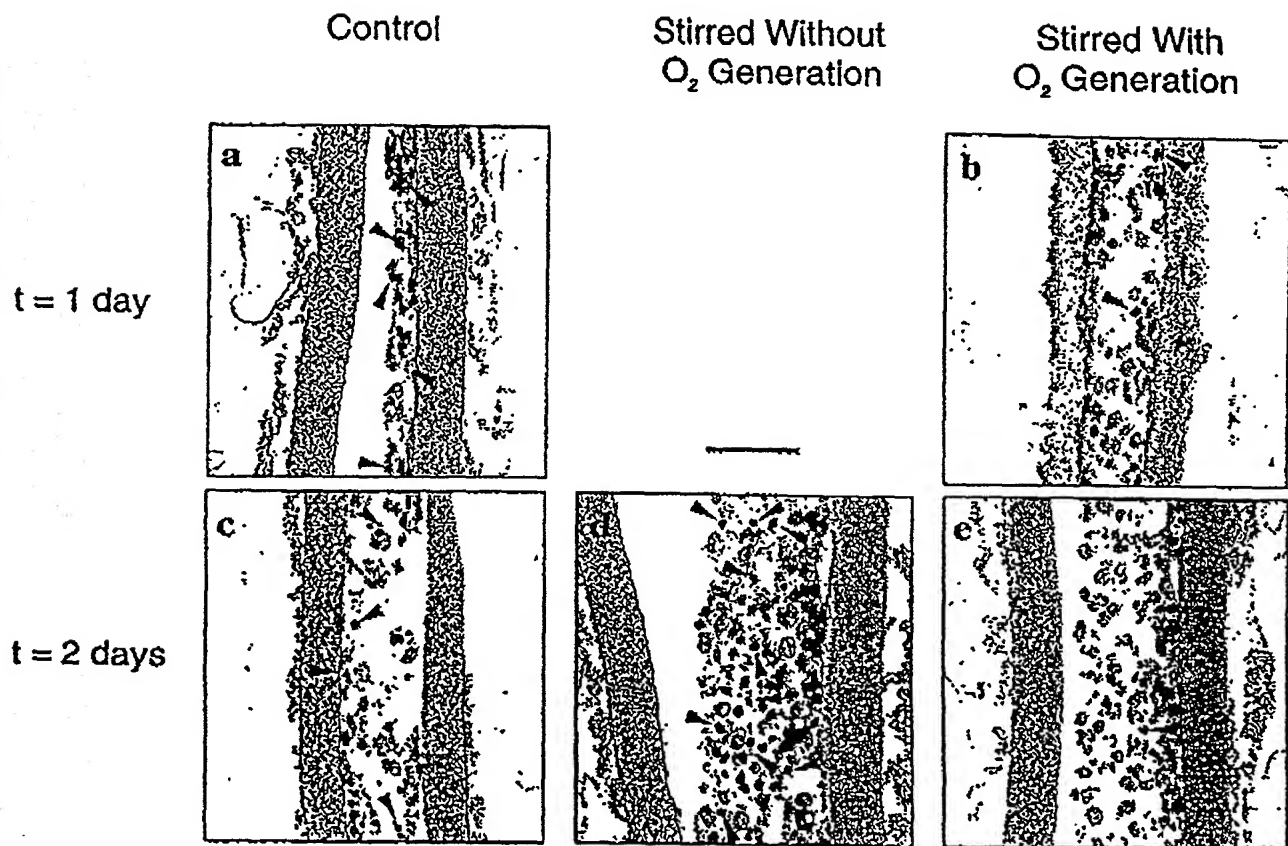 Control
Stirred Without
O₂ Generation
Stirred With
O₂ Generation
t = 1 day
a
b
t = 2 days
c
d
e